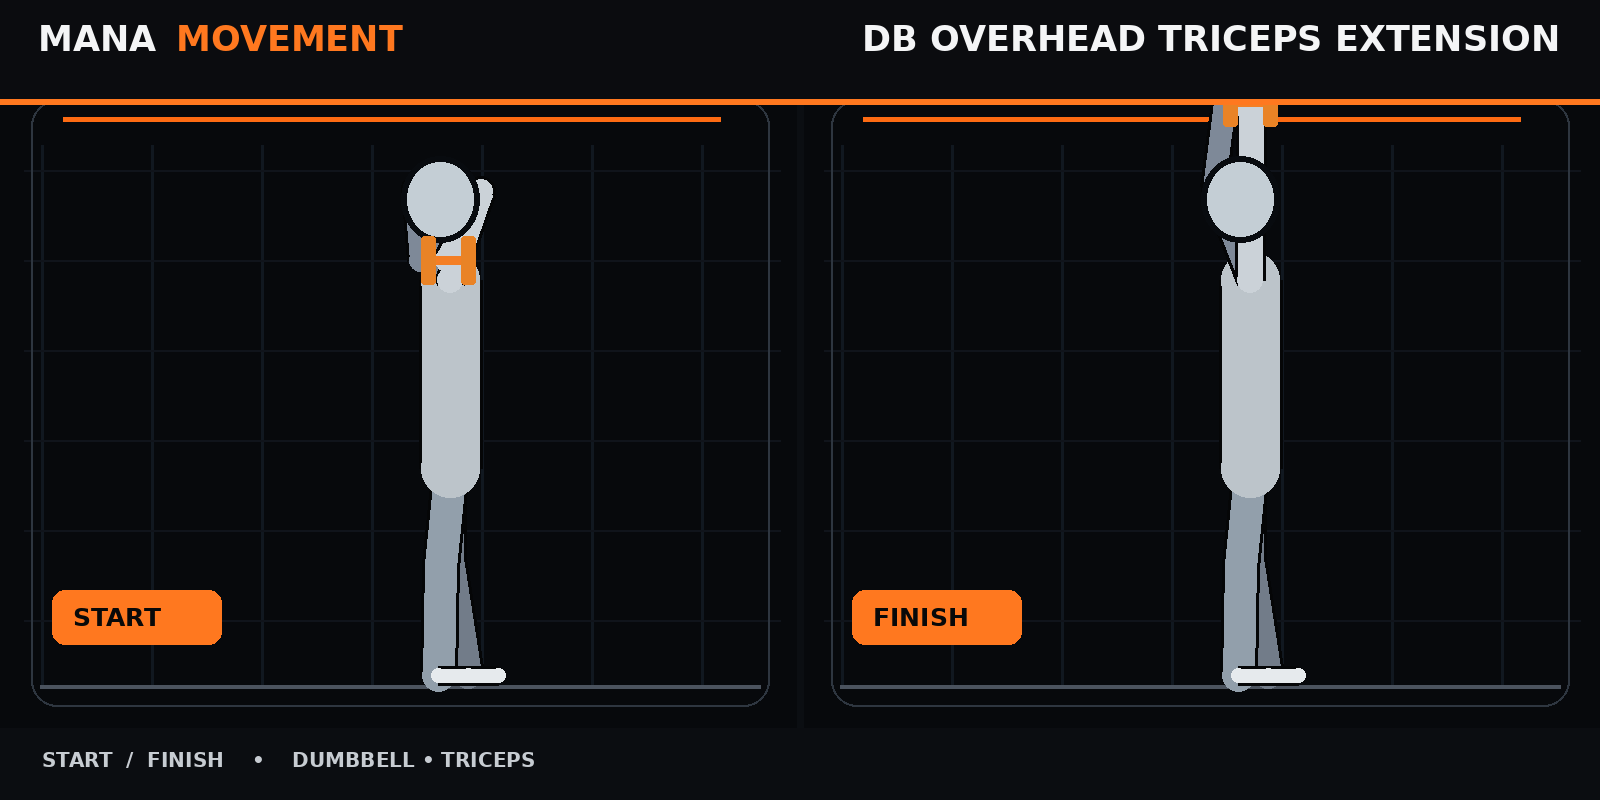 MANA MOVEMENT
DB OVERHEAD TRICEPS EXTENSION
START
FINISH
START / FINISH • DUMBBELL • TRICEPS